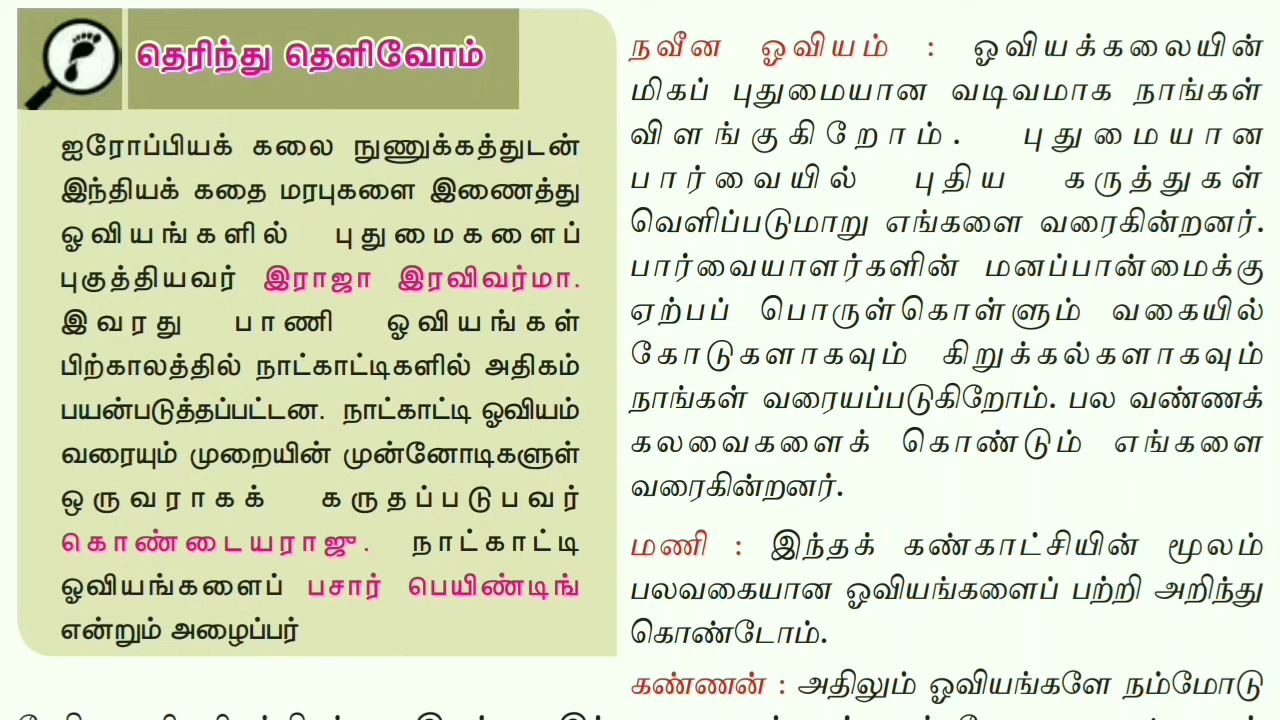 தெரிந்து தெளிவோம்
ஐரோப்பியக் கலை நுணுக்கத்துடன்
இந்தியக் கதை மரபுகளை இணைத்து
ஓவியங்களில் புதுமைகளைப்
புகுத்தியவர் இராஜா இரவிவர்மா.
இவரது பாணி ஓவியங்கள்
பிற்காலத்தில் நாட்காட்டிகளில் அதிகம்
பயன்படுத்தப்பட்டன. நாட்காட்டி ஓவியம்
வரையும் முறையின் முன்னோடிகளுள்
ஒருவராகக் கருதப்படுபவர்
கொண்டையராஜு. நாட்காட்டி
ஓவியங்களைப் பசார் பெயிண்டிங்
என்றும் அழைப்பர்
நவீன ஓவியம் : ஓவியக்கலையின்
மிகப் புதுமையான வடிவமாக நாங்கள்
விளங்குகிறோம். புதுமையான
பார்வையில் புதிய கருத்துகள்
வெளிப்படுமாறு எங்களை வரைகின்றனர்.
பார்வையாளர்களின் மனப்பான்மைக்கு
ஏற்பப் பொருள்கொள்ளும் வகையில்
கோடுகளாகவும் கிறுக்கல்களாகவும்
நாங்கள் வரையப்படுகிறோம். பல வண்ணக்
கலவைகளைக் கொண்டும் எங்களை
வரைகின்றனர்.
மணி : இந்தக் கண்காட்சியின் மூலம்
பலவகையான ஓவியங்களைப் பற்றி அறிந்து
கொண்டோம்.
கண்ணன் : அதிலும் ஓவியங்களே நம்மோடு